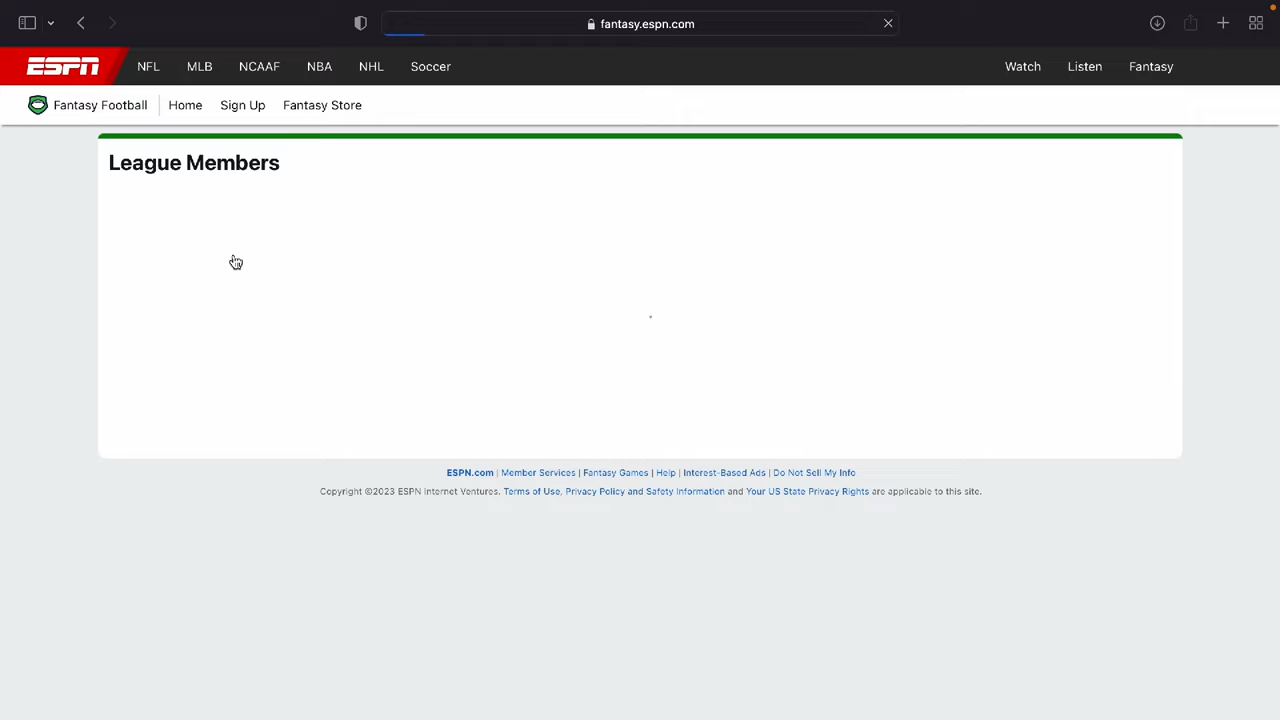 fantasy.espn.com
ESPN NFL MLB NCAAF NBA NHL Soccer Watch Listen Fantasy
Fantasy Football Home Sign Up Fantasy Store
League Members
ESPN.com | Member Services | Fantasy Games | Help | Interest-Based Ads | Do Not Sell My Info
Copyright ©2023 ESPN Internet Ventures. Terms of Use, Privacy Policy and Safety Information and Your US State Privacy Rights are applicable to this site.